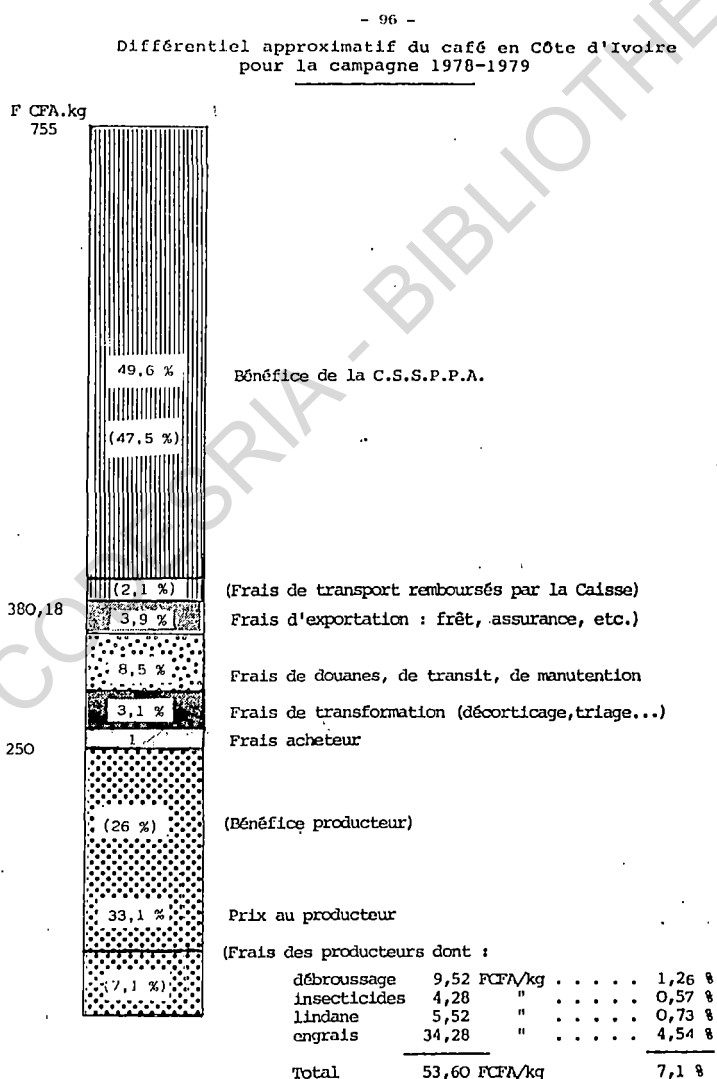 - 96 -
Différentiel approximatif du café en Côte d'Ivoire
pour la campagne 1978-1979
F CFA.kg
755
49,6 %
Bénéfice de la C.S.S.P.P.A.
(47,5 %)
(2,1 %) (Frais de transport remboursés par la Caisse)
380,18
3,9 % Frais d'exportation : frêt, assurance, etc.)
8,5 % Frais de douanes, de transit, de manutention
3,1 % Frais de transformation (décorticage,triage...)
1 Frais acheteur
250
(26 %) (Bénéfice producteur)
33,1 % Prix au producteur
(Frais des producteurs dont :
(7,1 %)
débroussage 9,52 FCFA/kg . . . . . 1,26 %
insecticides 4,28 " . . . . . 0,57 %
lindane 5,52 " . . . . . 0,73 %
engrais 34,28 " . . . . . 4,54 %
Total 53,60 FCFA/kg 7,1 %
CODESRIA - BIBLIOTHE